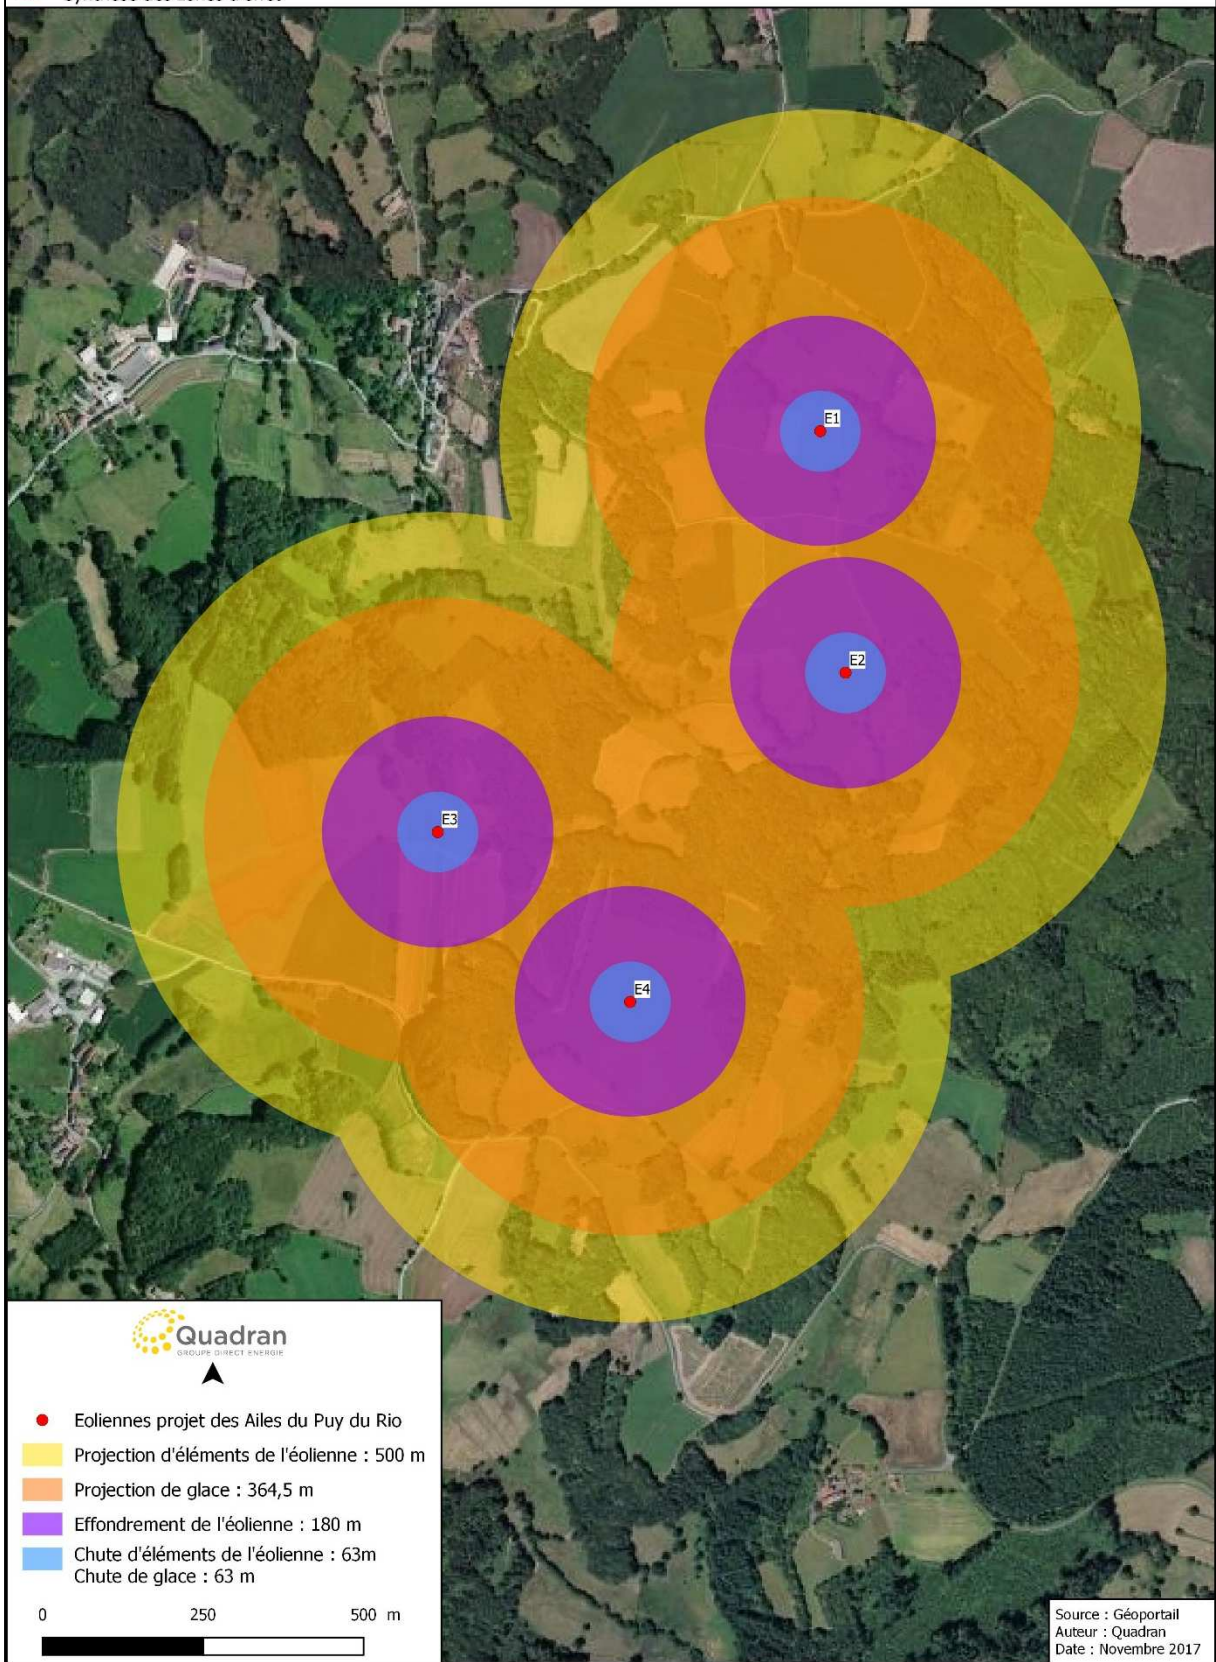 E1
E2
E3
E4
Quadran
GROUPE DIRECT ENERGIE
Eoliennes projet des Ailes du Puy du Rio
Projection d'éléments de l'éolienne : 500 m
Projection de glace : 364,5 m
Effondrement de l'éolienne : 180 m
Chute d'éléments de l'éolienne : 63m
Chute de glace : 63 m
0 250 500 m
Source : Géoportail
Auteur : Quadran
Date : Novembre 2017